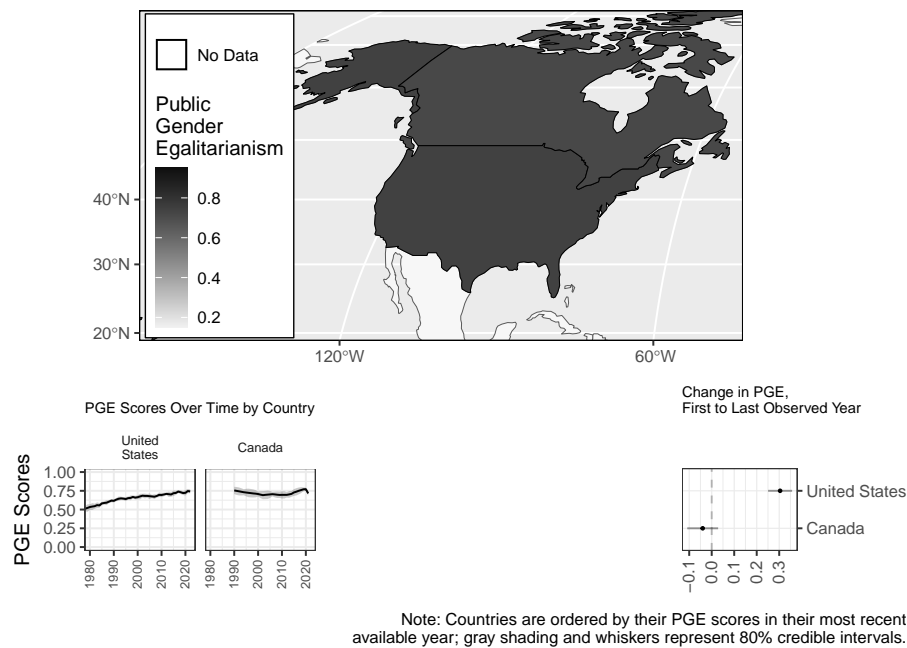 No Data
Public
Gender
Egalitarianism
0.8
0.6
0.4
0.2
40°N
30°N
20°N
120°W
60°W
PGE Scores Over Time by Country
Change in PGE,
First to Last Observed Year
United
States
Canada
PGE Scores
1.00
0.75
0.50
0.25
0.00
1980
1990
2000
2010
2020
1980
1990
2000
2010
2020
United States
Canada
−0.1
0.0
0.1
0.2
0.3
Note: Countries are ordered by their PGE scores in their most recent
available year; gray shading and whiskers represent 80% credible intervals.